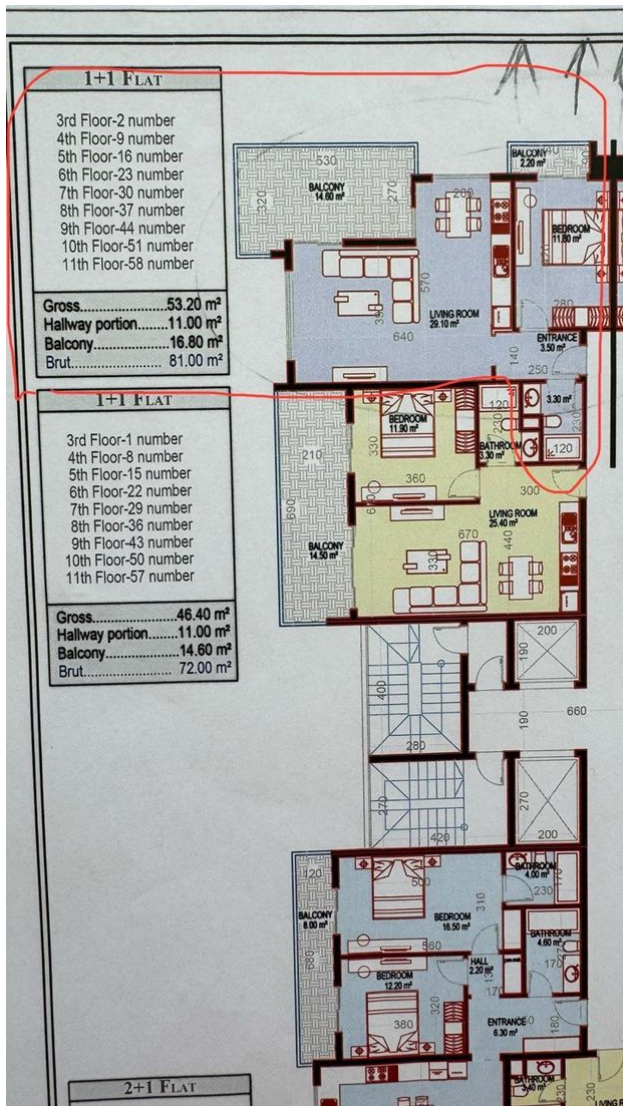 1+1 FLAT
3rd Floor-2 number
4th Floor-9 number
5th Floor-16 number
6th Floor-23 number
7th Floor-30 number
8th Floor-37 number
9th Floor-44 number
10th Floor-51 number
11th Floor-58 number
Gross..................53.20 m²
Hallway portion.......11.00 m²
Balcony................16.80 m²
Brut........................ 81.00 m²
1+1 FLAT
3rd Floor-1 number
4th Floor-8 number
5th Floor-15 number
6th Floor-22 number
7th Floor-29 number
8th Floor-36 number
9th Floor-43 number
10th Floor-50 number
11th Floor-57 number
Gross..................46.40 m²
Hallway portion.......11.00 m²
Balcony................14.60 m²
Brut........................ 72.00 m²
2+1 FLAT
530
320
BALCONY
14.60 m²
270
BALCONY
2.20 m²
BEDROOM
11.80 m²
570
640
LIVING ROOM
29.10 m²
280
ENTRANCE
3.50 m²
140
250
3.30 m²
230
120
BEDROOM
11.90 m²
120
230
BATHROOM
3.30 m²
210
330
360
690
300
LIVING ROOM
25.40 m²
670
440
330
BALCONY
14.50 m²
200
190
400
280
190
660
270
420
270
200
120
BALCONY
8.00 m²
680
500
BEDROOM
16.50 m²
310
560
BATHROOM
4.00 m²
230
170
BATHROOM
4.60 m²
170
HALL
2.20 m²
170
BEDROOM
12.20 m²
320
380
ENTRANCE
6.30 m²
180
BATHROOM
3.40 m²
230
230
LIVING R